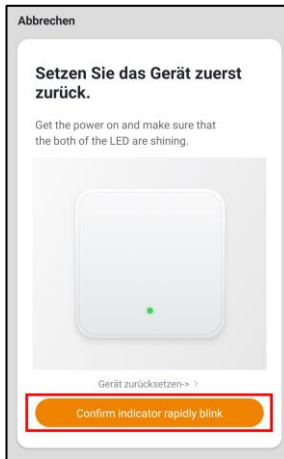 Abbrechen
Setzen Sie das Gerät zuerst
zurück.
Get the power on and make sure that
the both of the LED are shining.
Gerät zurücksetzen-> >
Confirm indicator rapidly blink